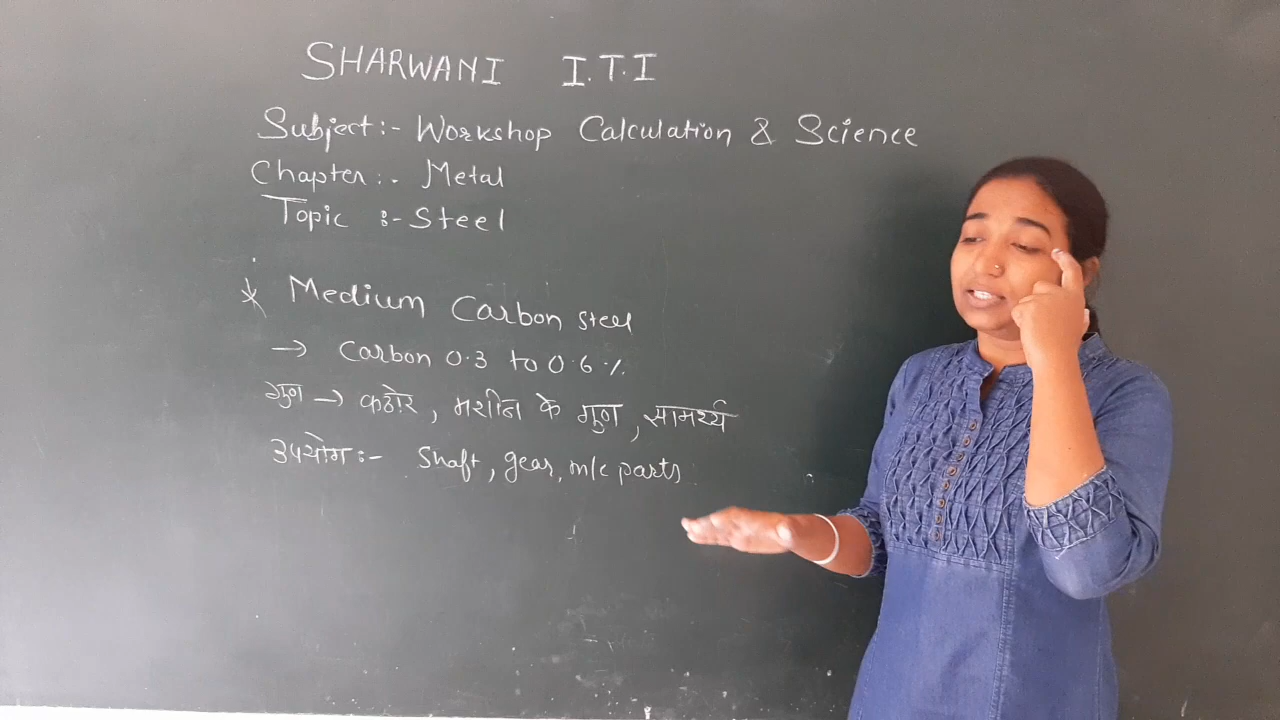 SHARWANI I.T.I
Subject:- Workshop Calculation & Science
Chapter:- Metal
Topic :- Steel
* Medium Carbon steel
→ Carbon 0.3 to 0.6 %
गुण → कठोर, मशीन के गुण, सामर्थ्य
उपयोग:- Shaft, gear, m/c parts